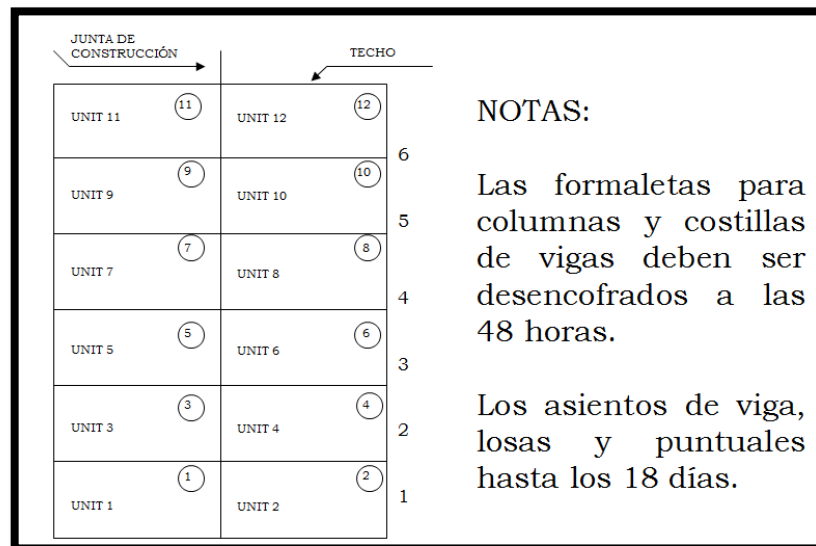 JUNTA DE
CONSTRUCCIÓN
TECHO
UNIT 11
11
UNIT 12
12
6
UNIT 9
9
UNIT 10
10
5
UNIT 7
7
UNIT 8
8
4
UNIT 5
5
UNIT 6
6
3
UNIT 3
3
UNIT 4
4
2
UNIT 1
1
UNIT 2
2
1
NOTAS:
Las formaletas para
columnas y costillas
de vigas deben ser
desencofrados a las
48 horas.
Los asientos de viga,
losas y puntuales
hasta los 18 días.